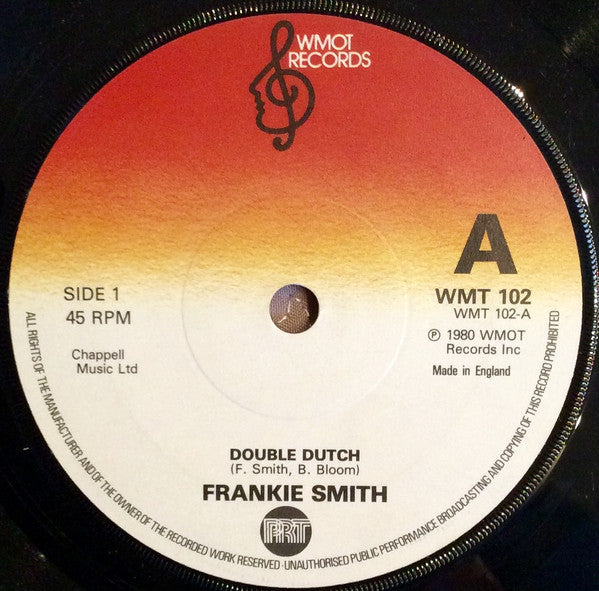 WMOT
RECORDS
A
SIDE 1
45 RPM
WMT 102
WMT 102-A
℗ 1980 WMOT
Records Inc
Chappell
Music Ltd
Made in England
DOUBLE DUTCH
(F. Smith, B. Bloom)
FRANKIE SMITH
PRT
ALL RIGHTS OF THE MANUFACTURER AND OF THE OWNER OF THE RECORDED WORK RESERVED · UNAUTHORISED PUBLIC PERFORMANCE BROADCASTING AND COPYING OF THIS RECORD PROHIBITED